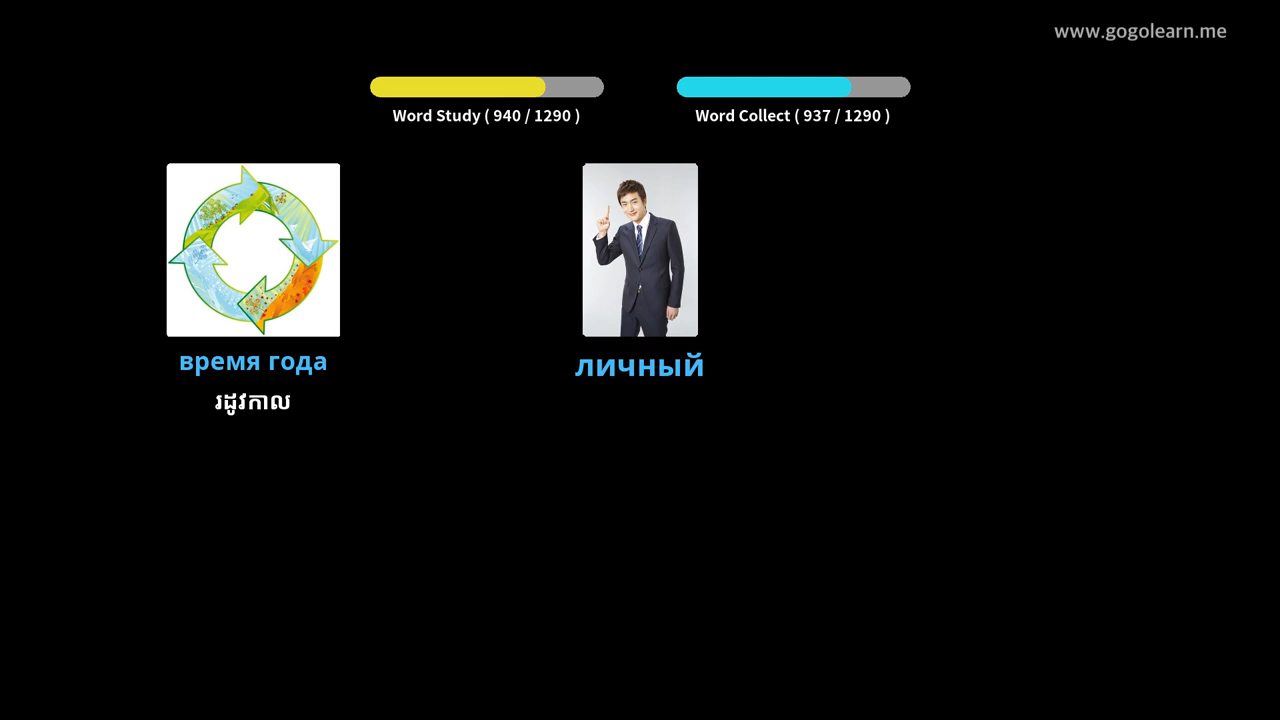 www.gogolearn.me
Word Study ( 940 / 1290 )
Word Collect ( 937 / 1290 )
время года
រដូវកាល
личный